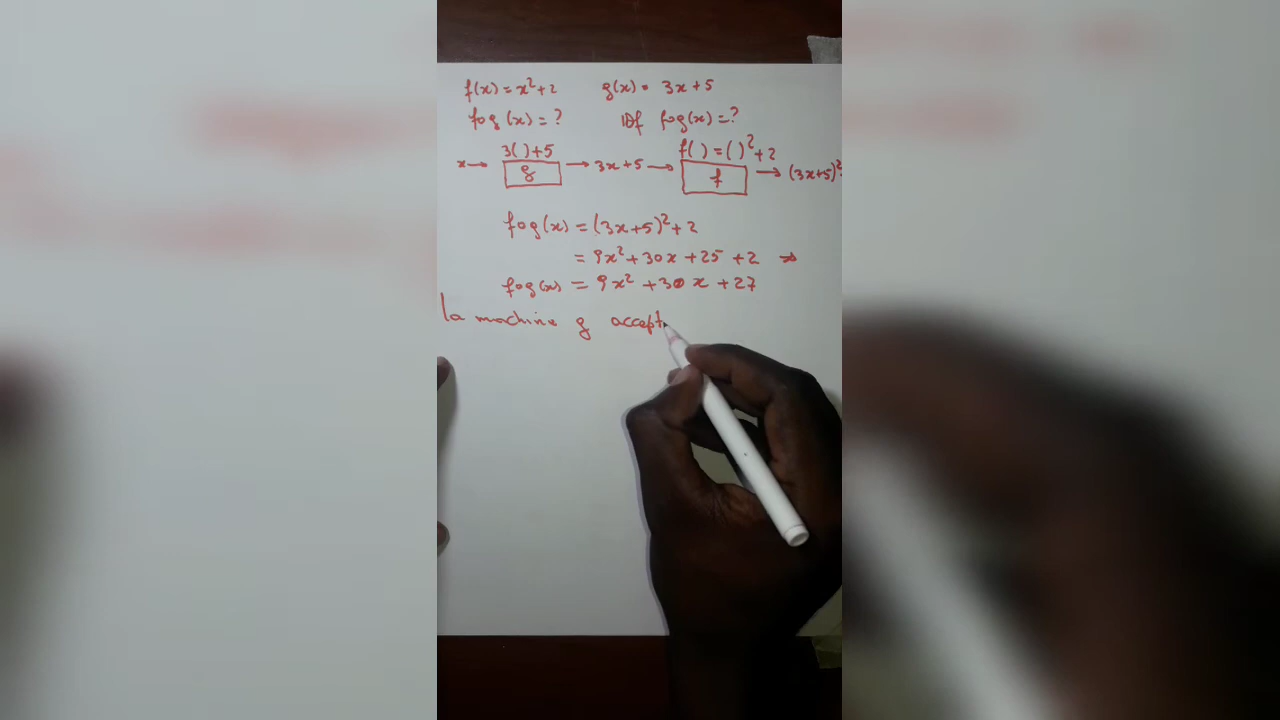 f(x) = x²+2 g(x) = 3x+5
fog(x) = ? Df fog(x) = ?
3( )+5 f( ) = ( )²+2
x → g → 3x+5 → f → (3x+5)²
fog(x) = (3x+5)²+2
= 9x²+30x+25+2 ⇒
fog(x) = 9x²+30x+27
la machine g accept